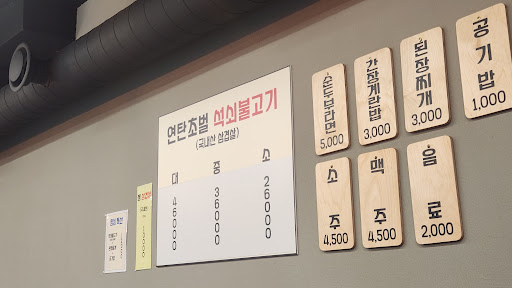 연탄초벌 석쇠불고기
(국내산 삼겹살)
대 중 소
46000 36000 26000
순두부라면
5,000
간장계란밥
3,000
된장찌개
3,000
공기밥
1,000
소주
4,500
맥주
4,500
음료
2,000